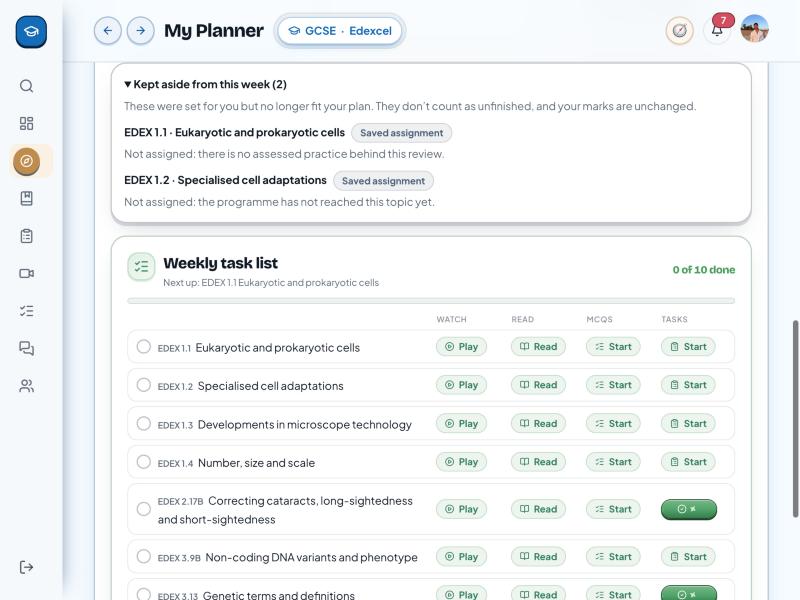 My Planner
GCSE · Edexcel
7
▼ Kept aside from this week (2)
These were set for you but no longer fit your plan. They don't count as unfinished, and your marks are unchanged.
EDEX 1.1 · Eukaryotic and prokaryotic cells Saved assignment
Not assigned: there is no assessed practice behind this review.
EDEX 1.2 · Specialised cell adaptations Saved assignment
Not assigned: the programme has not reached this topic yet.
Weekly task list
0 of 10 done
Next up: EDEX 1.1 Eukaryotic and prokaryotic cells
WATCH READ MCQS TASKS
EDEX 1.1 Eukaryotic and prokaryotic cells Play Read Start Start
EDEX 1.2 Specialised cell adaptations Play Read Start Start
EDEX 1.3 Developments in microscope technology Play Read Start Start
EDEX 1.4 Number, size and scale Play Read Start Start
EDEX 2.17B Correcting cataracts, long-sightedness
and short-sightedness Play Read Start
EDEX 3.9B Non-coding DNA variants and phenotype Play Read Start Start
EDEX 3.13 Genetic terms and definitions Play Read Start